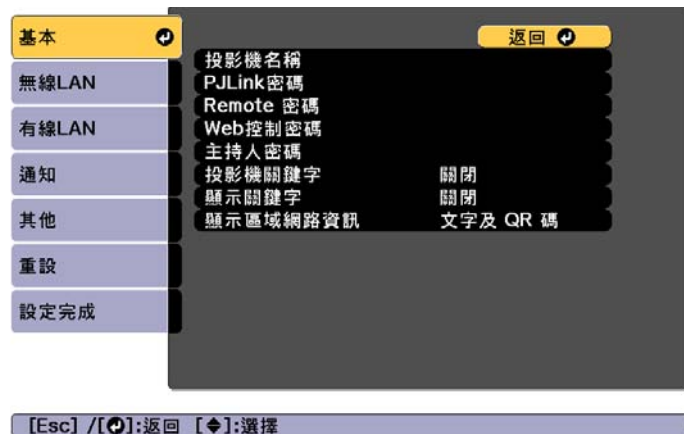 基本
無線LAN
有線LAN
通知
其他
重設
設定完成
返回
投影機名稱
PJLink密碼
Remote 密碼
Web控制密碼
主持人密碼
投影機關鍵字 關閉
顯示關鍵字 關閉
顯示區域網路資訊 文字及 QR 碼
[Esc] /[⏎]:返回 [◆]:選擇